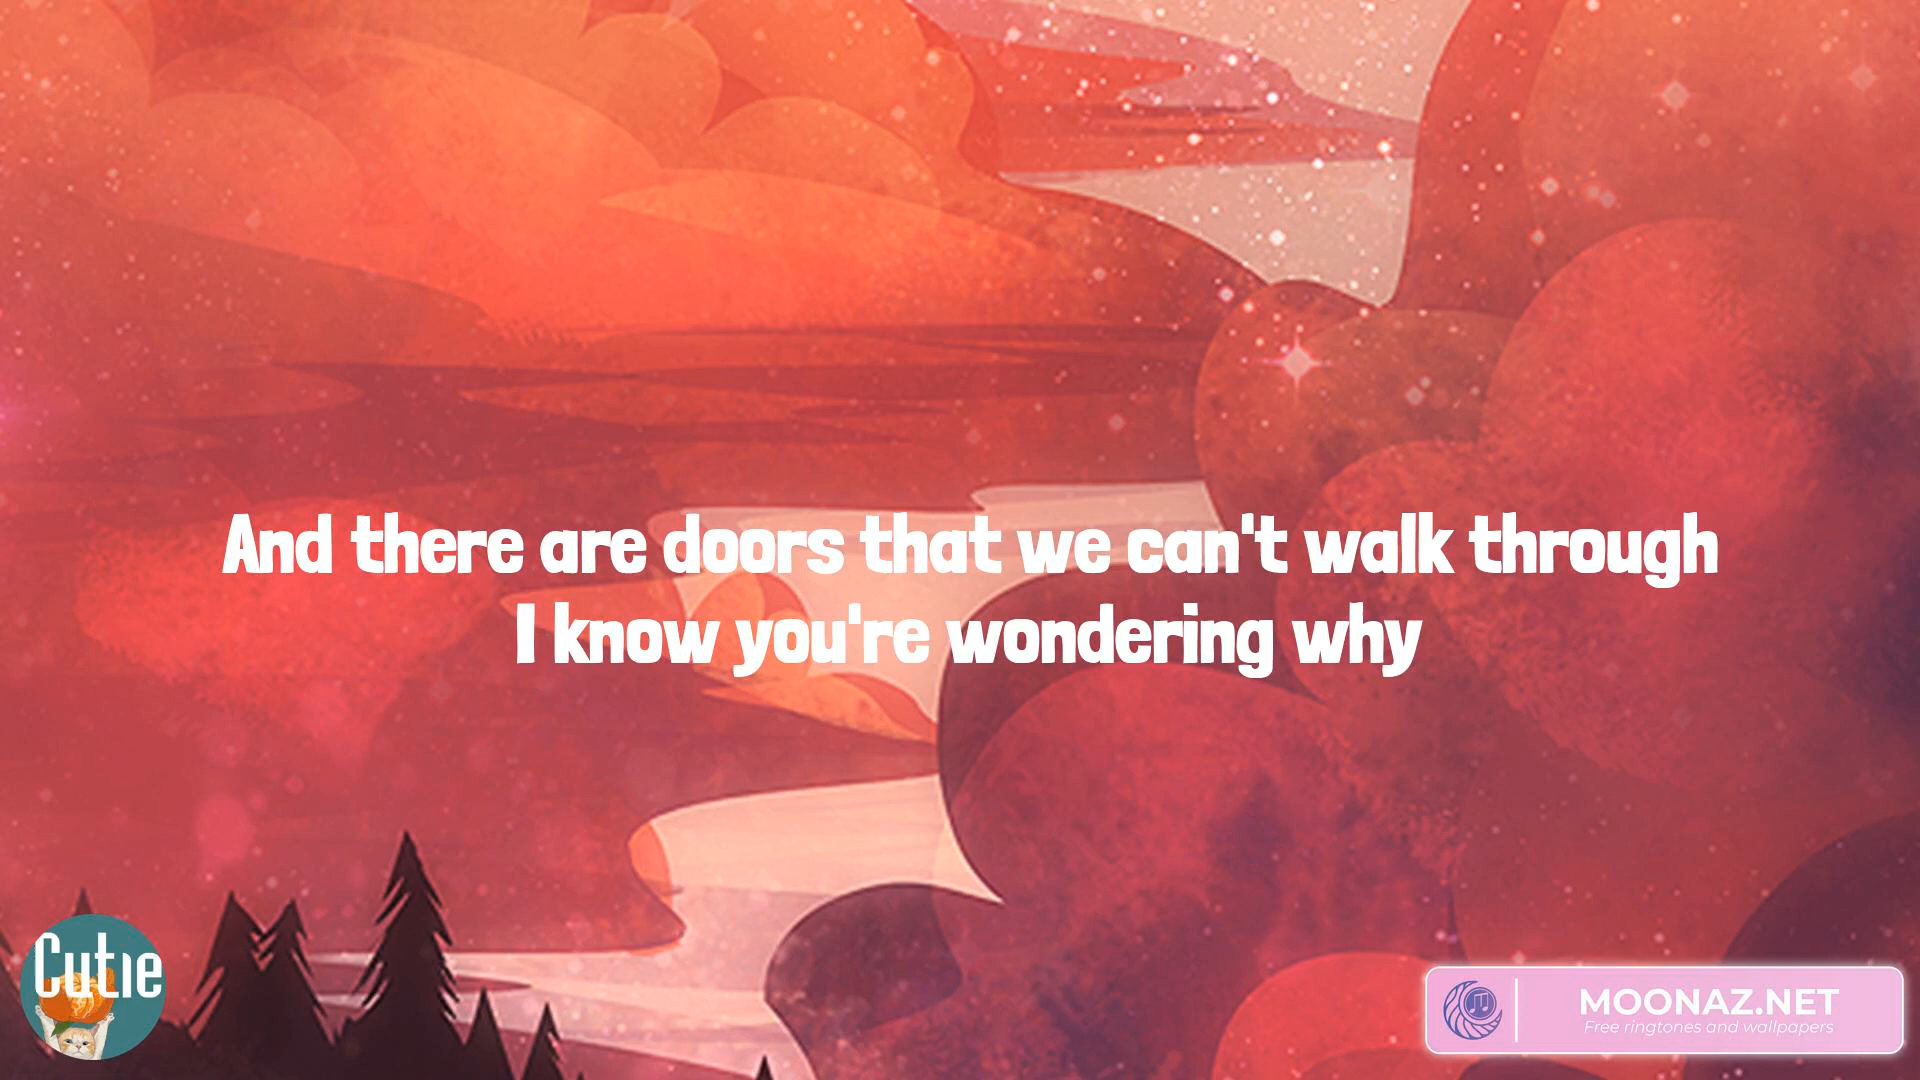 And there are doors that we can't walk through
I know you're wondering why
Cutie
MOONAZ.NET
Free ringtones and wallpapers